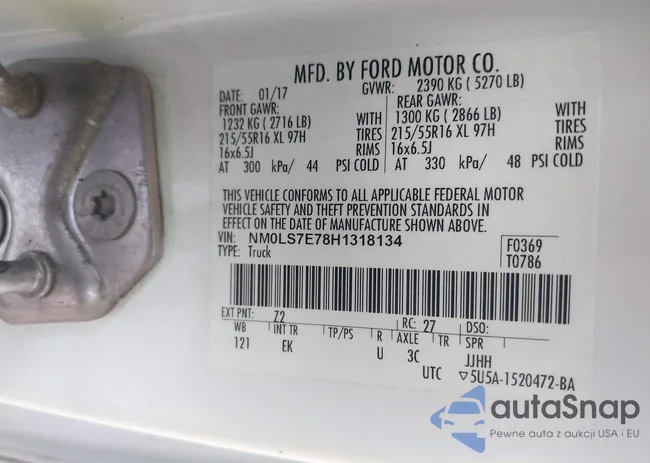 MFD. BY FORD MOTOR CO.
DATE: 01/17 GVWR: 2390 KG ( 5270 LB)
FRONT GAWR: REAR GAWR:
1232 KG ( 2716 LB) WITH 1300 KG ( 2866 LB) WITH
215/55R16 XL 97H TIRES 215/55R16 XL 97H TIRES
16x6.5J RIMS 16x6.5J RIMS
AT 300 kPa/ 44 PSI COLD AT 330 kPa/ 48 PSI COLD
THIS VEHICLE CONFORMS TO ALL APPLICABLE FEDERAL MOTOR
VEHICLE SAFETY AND THEFT PREVENTION STANDARDS IN
EFFECT ON THE DATE OF MANUFACTURE SHOWN ABOVE.
VIN: NM0LS7E78H1318134 F0369
TYPE: Truck T0786
EXT PNT: Z2 RC: 27 DSO:
WB INT TR TP/PS R AXLE TR SPR
121 EK U 3C JJHH
UTC ▽5U5A-1520472-BA
autaSnap
Pewne auta z aukcji USA i EU